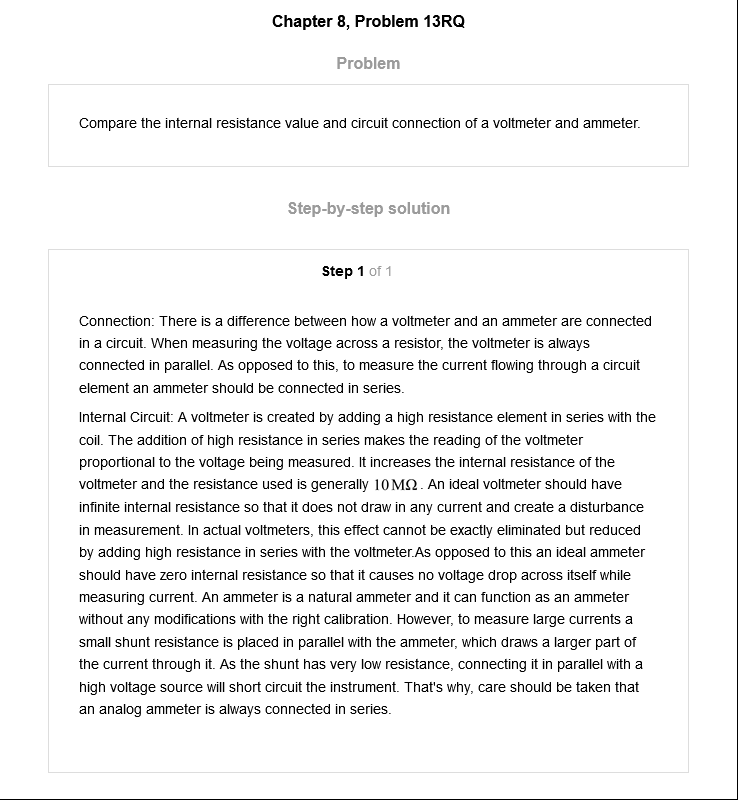 Chapter 8, Problem 13RQ
Problem
Compare the internal resistance value and circuit connection of a voltmeter and ammeter.
Step-by-step solution
Step 1 of 1
Connection: There is a difference between how a voltmeter and an ammeter are connected
in a circuit. When measuring the voltage across a resistor, the voltmeter is always
connected in parallel. As opposed to this, to measure the current flowing through a circuit
element an ammeter should be connected in series.
Internal Circuit: A voltmeter is created by adding a high resistance element in series with the
coil. The addition of high resistance in series makes the reading of the voltmeter
proportional to the voltage being measured. It increases the internal resistance of the
voltmeter and the resistance used is generally 10 MΩ. An ideal voltmeter should have
infinite internal resistance so that it does not draw in any current and create a disturbance
in measurement. In actual voltmeters, this effect cannot be exactly eliminated but reduced
by adding high resistance in series with the voltmeter.As opposed to this an ideal ammeter
should have zero internal resistance so that it causes no voltage drop across itself while
measuring current. An ammeter is a natural ammeter and it can function as an ammeter
without any modifications with the right calibration. However, to measure large currents a
small shunt resistance is placed in parallel with the ammeter, which draws a larger part of
the current through it. As the shunt has very low resistance, connecting it in parallel with a
high voltage source will short circuit the instrument. That's why, care should be taken that
an analog ammeter is always connected in series.